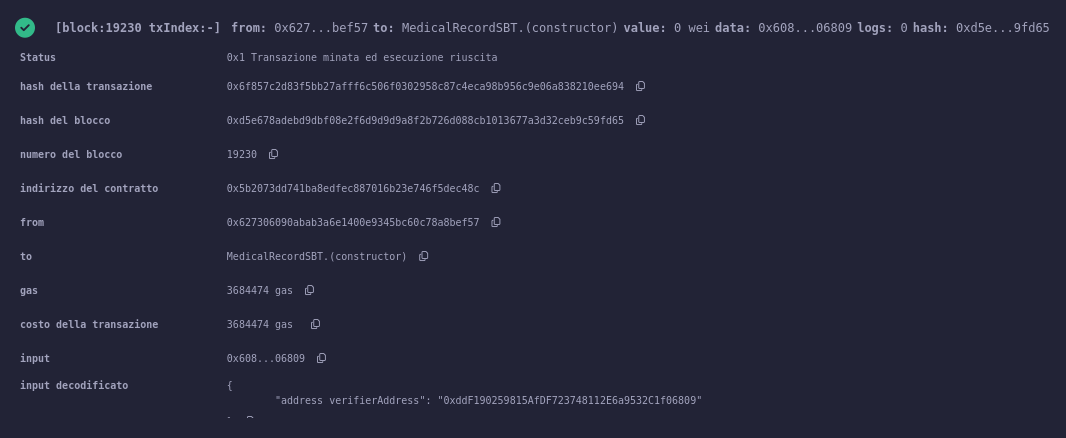 [block:19230 txIndex:-] from: 0x627...bef57 to: MedicalRecordSBT.(constructor) value: 0 wei data: 0x608...06809 logs: 0 hash: 0xd5e...9fd65
Status 0x1 Transazione minata ed esecuzione riuscita
hash della transazione 0x6f857c2d83f5bb27afff6c506f0302958c87c4eca98b956c9e06a838210ee694
hash del blocco 0xd5e678adebd9dbf08e2f6d9d9d9a8f2b726d088cb1013677a3d32ceb9c59fd65
numero del blocco 19230
indirizzo del contratto 0x5b2073dd741ba8edfec887016b23e746f5dec48c
from 0x627306090abab3a6e1400e9345bc60c78a8bef57
to MedicalRecordSBT.(constructor)
gas 3684474 gas
costo della transazione 3684474 gas
input 0x608...06809
input decodificato {
"address verifierAddress": "0xddF190259815AfDF723748112E6a9532C1f06809"